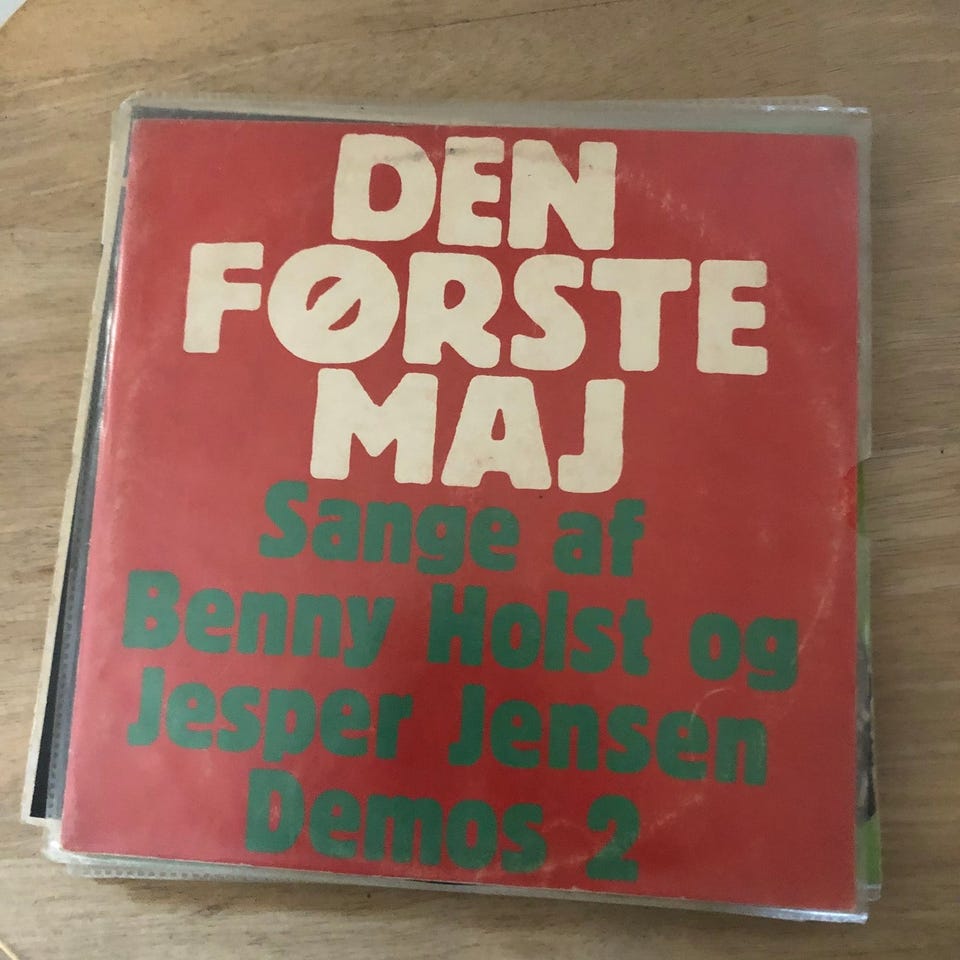 DEN
FØRSTE
MAJ
Sange af
Benny Holst og
Jesper Jensen
Demos 2